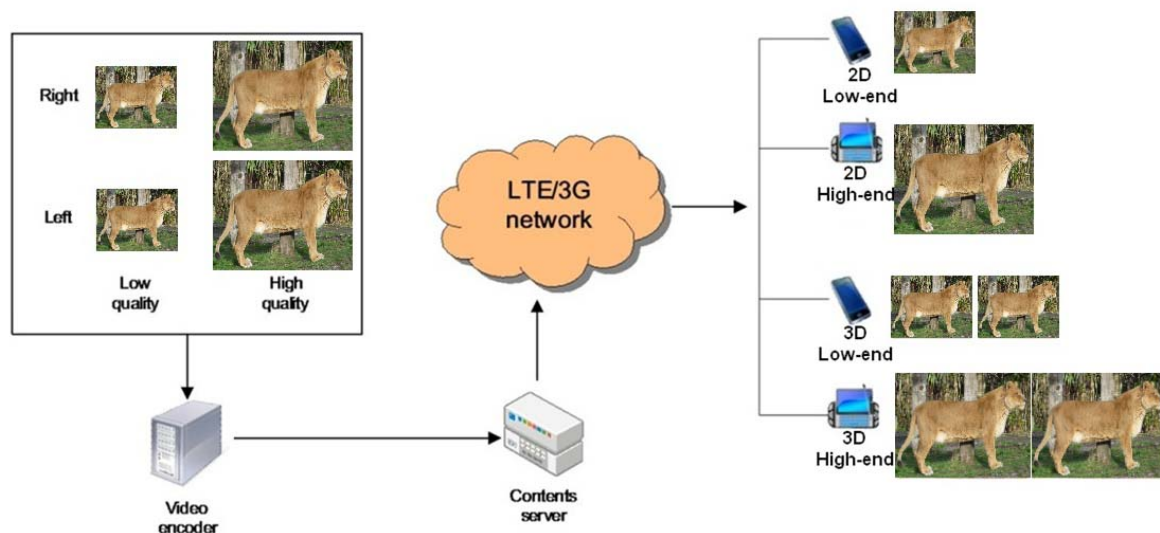 Right
Left
Low
quality
High
quality
Video
encoder
Contents
server
LTE/3G
network
2D
Low-end
2D
High-end
3D
Low-end
3D
High-end